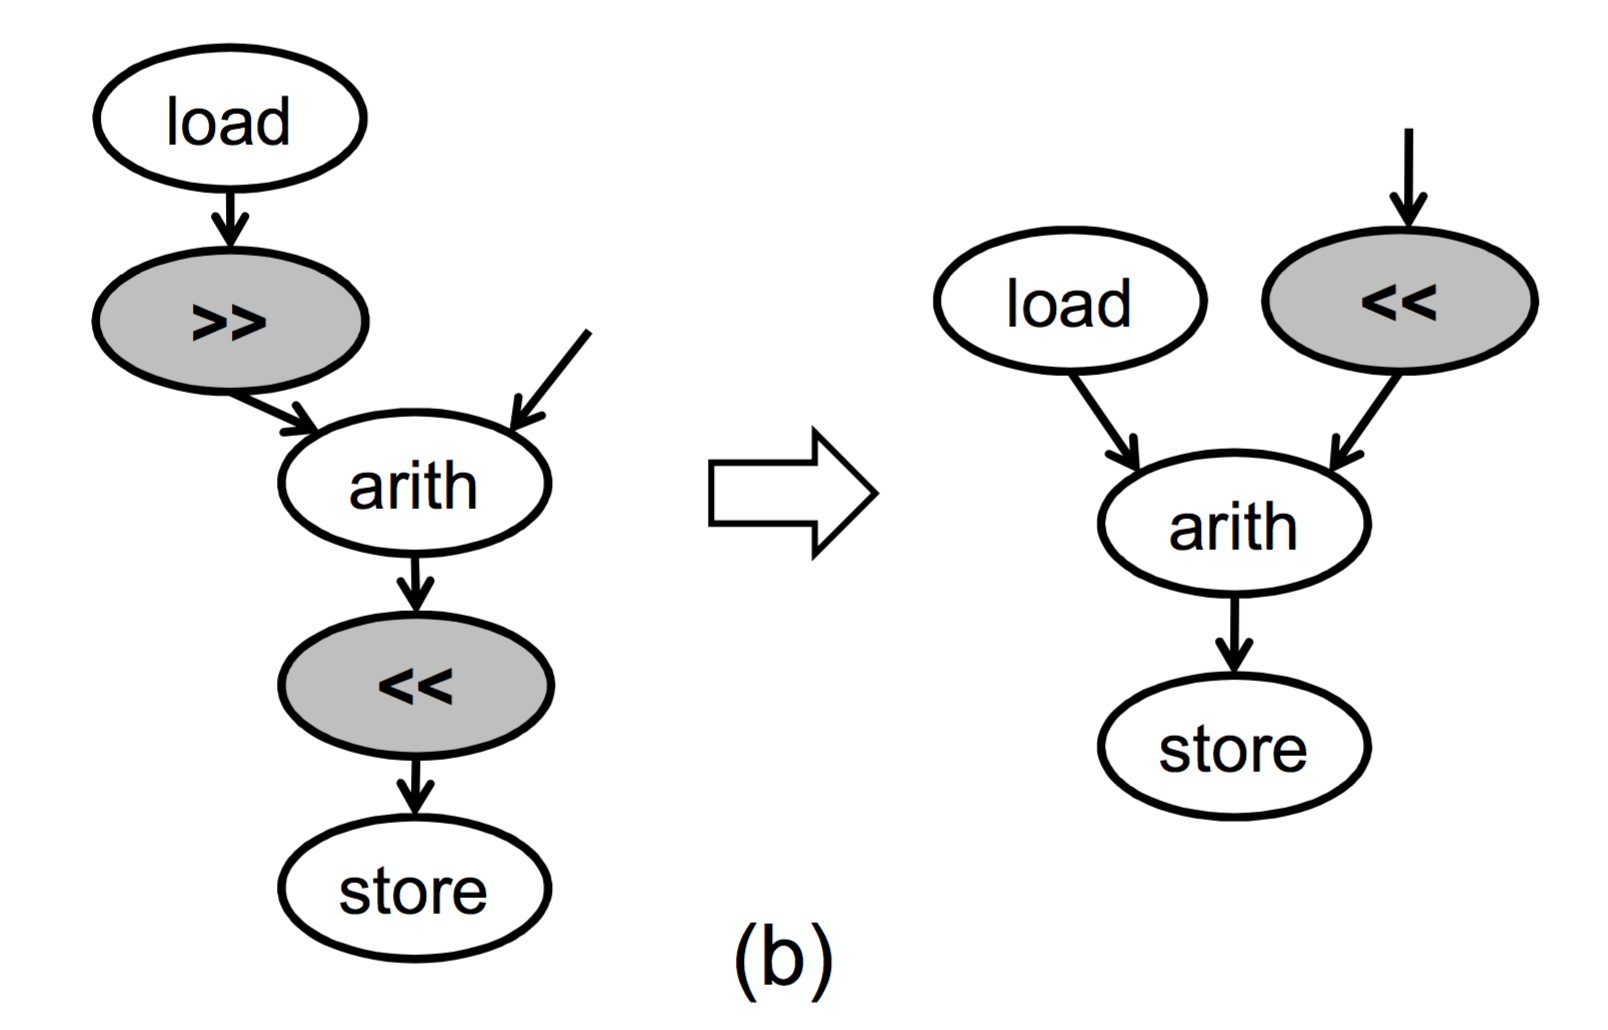 load
>>
arith
<<
store
load
<<
arith
store
(b)